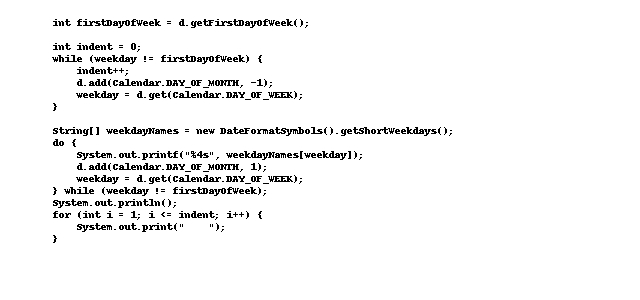 int firstDayOfWeek = d.getFirstDayOfWeek();

int indent = 0;
while (weekday != firstDayOfWeek) {
    indent++;
    d.add(Calendar.DAY_OF_MONTH, -1);
    weekday = d.get(Calendar.DAY_OF_WEEK);
}

String[] weekdayNames = new DateFormatSymbols().getShortWeekdays();
do {
    System.out.printf("%4s", weekdayNames[weekday]);
    d.add(Calendar.DAY_OF_MONTH, 1);
    weekday = d.get(Calendar.DAY_OF_WEEK);
} while (weekday != firstDayOfWeek);
System.out.println();
for (int i = 1; i <= indent; i++) {
    System.out.print("    ");
}